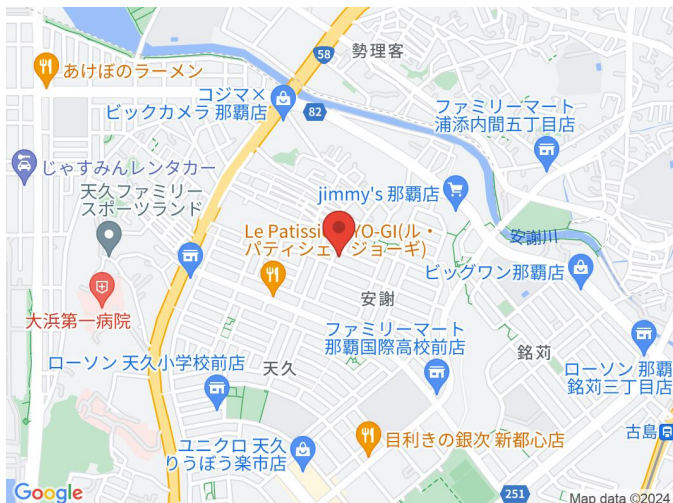 58
勢理客
あけぼのラーメン
コジマ×
ビックカメラ 那覇店
82
ファミリーマート
浦添内間五丁目店
じゃすみんレンタカー
天久ファミリー
スポーツランド
jimmy's 那覇店
Le Patissi
YO-GI(ル・
パティシェ
ジョーギ)
安謝川
ビッグワン那覇店
大浜第一病院
安謝
ファミリーマート
那覇国際高校前店
銘苅
ローソン 天久小学校前店
天久
ローソン 那覇
銘苅三丁目店
古島
ユニクロ 天久
りうぼう楽市店
目利きの銀次 新都心店
251
Google
Map data ©2024